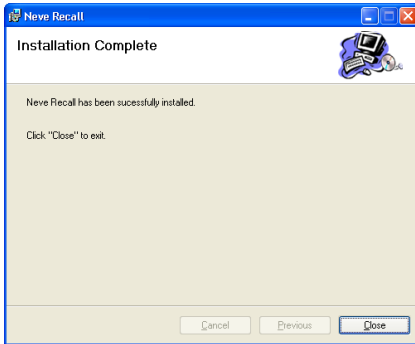 Neve Recall
Installation Complete
Neve Recall has been sucessfully installed.
Click "Close" to exit.
Cancel Previous Close